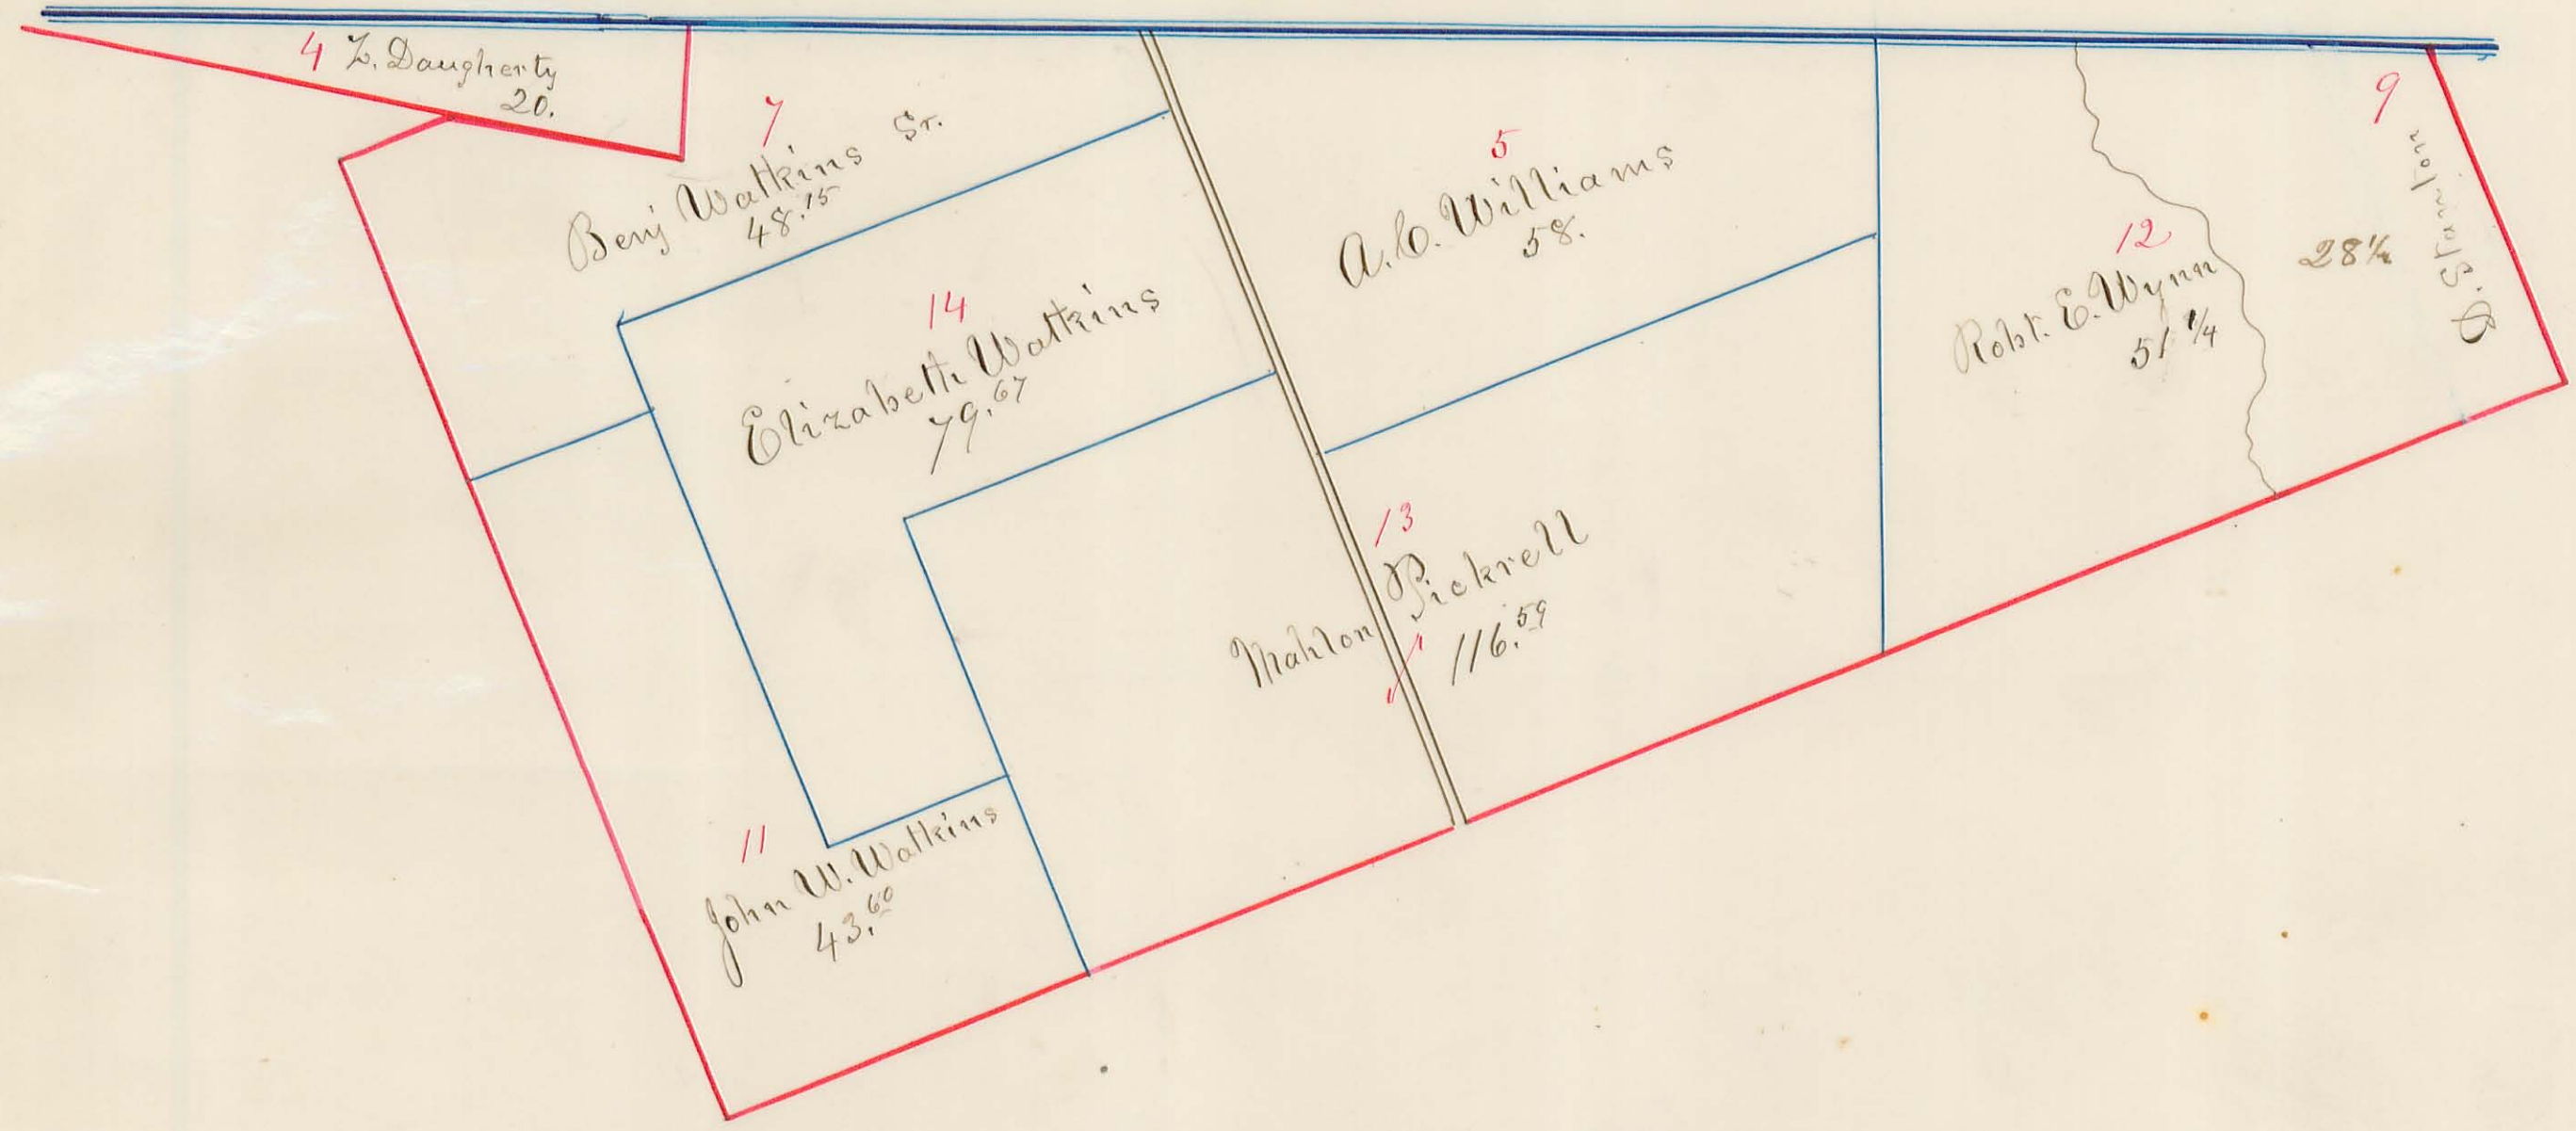 4 Z. Daugherty
20.
7
Benj Watkins Sr.
48.15
14
Elizabeth Watkins
79.67
11
John W. Watkins
43.60
5
A. C. Williams
58.
13
Mahlon Pickrell
116.59
12
Robt. E. Wynn
51 1/4
9
28 1/2
D. Stanton